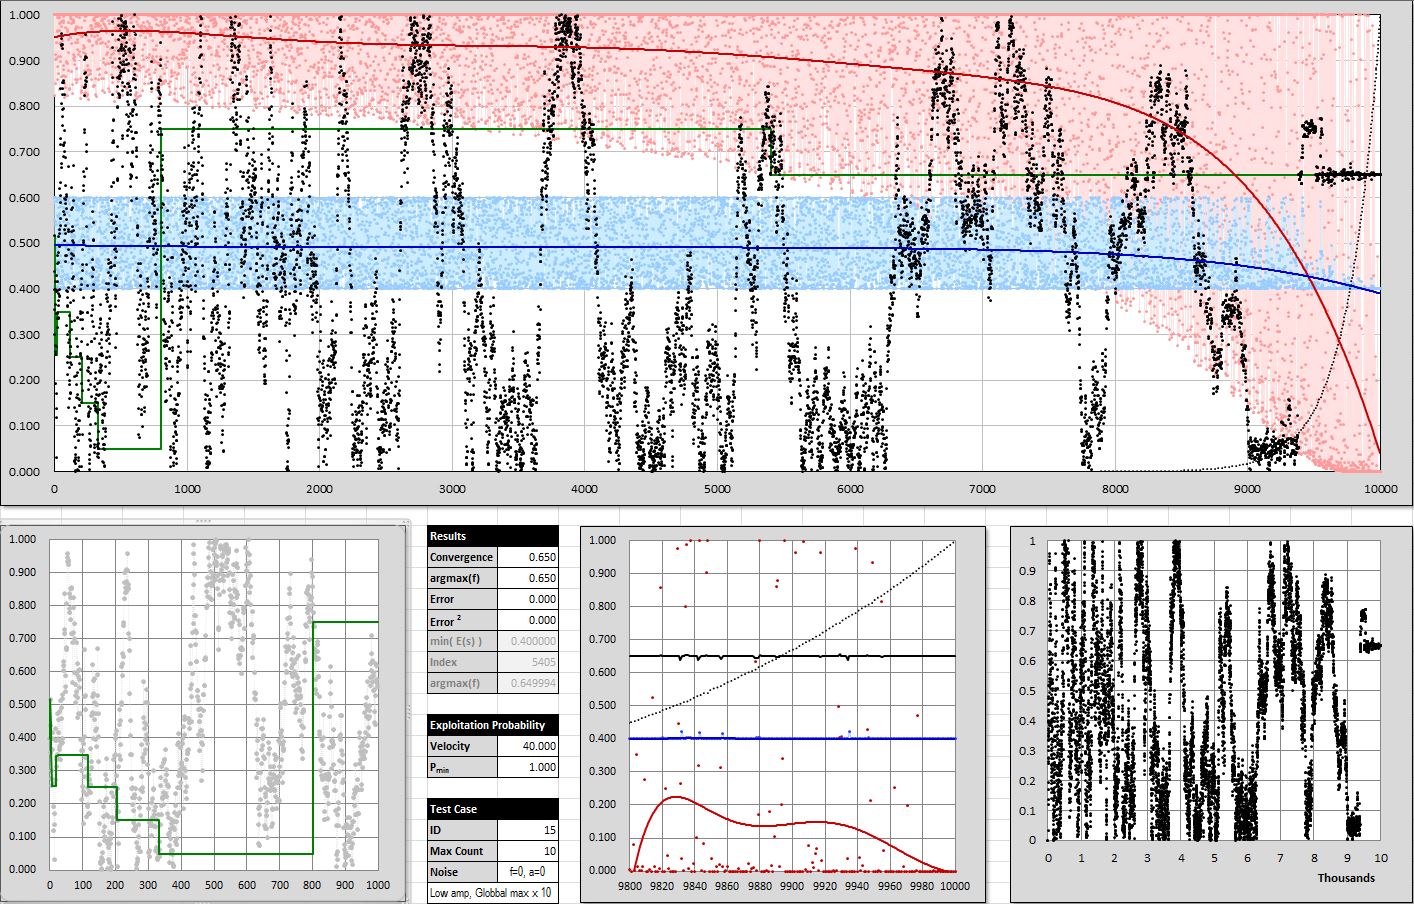 1.000
0.900
0.800
0.700
0.600
0.500
0.400
0.300
0.200
0.100
0.000
0 1000 2000 3000 4000 5000 6000 7000 8000 9000 10000
1.000
0.900
0.800
0.700
0.600
0.500
0.400
0.300
0.200
0.100
0.000
0 100 200 300 400 500 600 700 800 900 1000
Results
Convergence 0.650
argmax(f) 0.650
Error 0.000
Error 2 0.000
min( E(s) ) 0.400000
Index 5405
argmax(f) 0.649994
Exploitation Probability
Velocity 40.000
Pmin 1.000
Test Case
ID 15
Max Count 10
Noise f=0, a=0
Low amp, Globbal max x 10
1.000
0.900
0.800
0.700
0.600
0.500
0.400
0.300
0.200
0.100
0.000
9800 9820 9840 9860 9880 9900 9920 9940 9960 9980 10000
1
0.9
0.8
0.7
0.6
0.5
0.4
0.3
0.2
0.1
0
0 1 2 3 4 5 6 7 8 9 10
Thousands